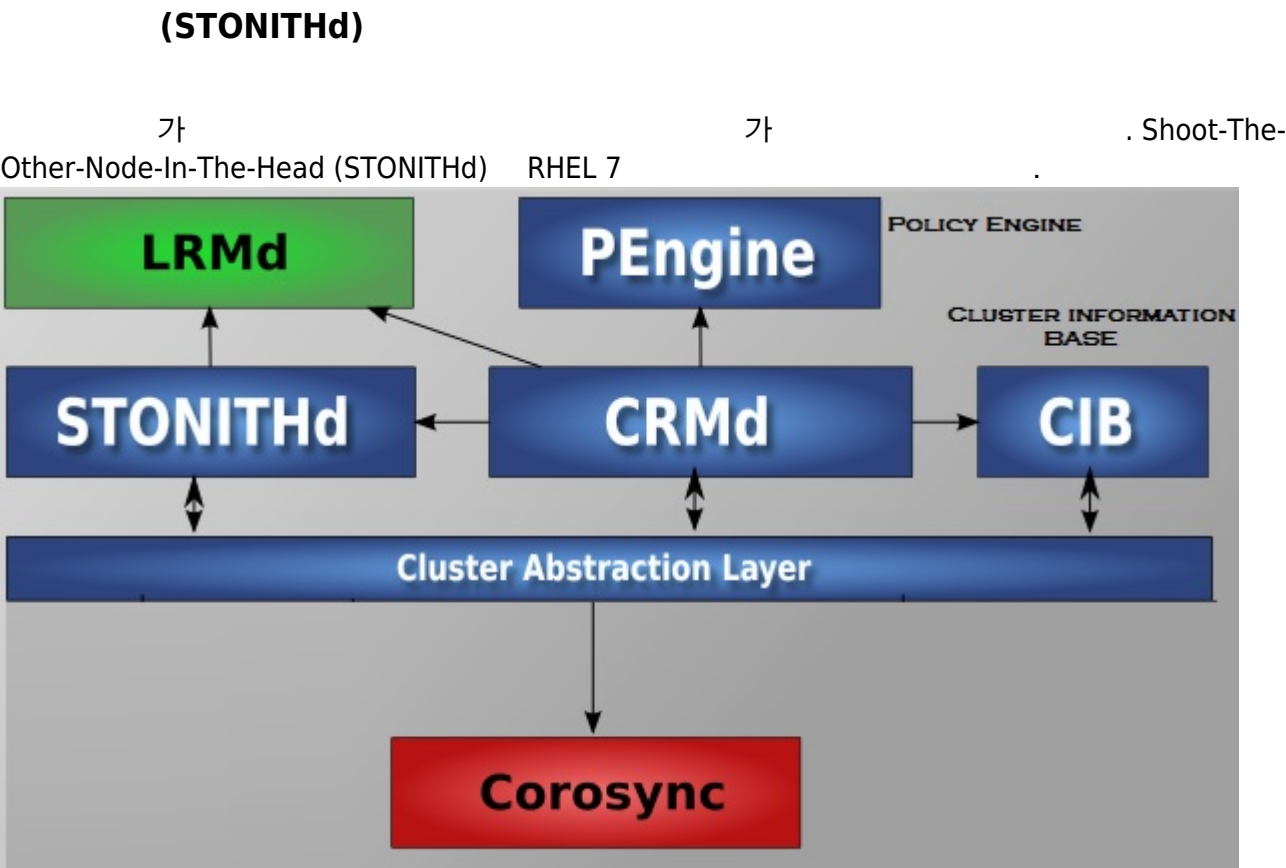 (STONITHd)
가 가 . Shoot-The-
Other-Node-In-The-Head (STONITHd) RHEL 7 .
LRMd
PEngine
POLICY ENGINE
CLUSTER INFORMATION
BASE
STONITHd
CRMd
CIB
Cluster Abstraction Layer
Corosync